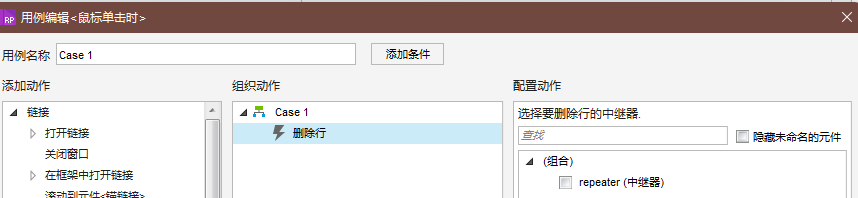 RP 用例编辑<鼠标单击时>
用例名称 Case 1 添加条件
添加动作 组织动作 配置动作
链接 Case 1 选择要删除行的中继器.
打开链接 删除行 查找 隐藏未命名的元件
关闭窗口
在框架中打开链接 (组合)
滚动到元件<锚链接> repeater (中继器)